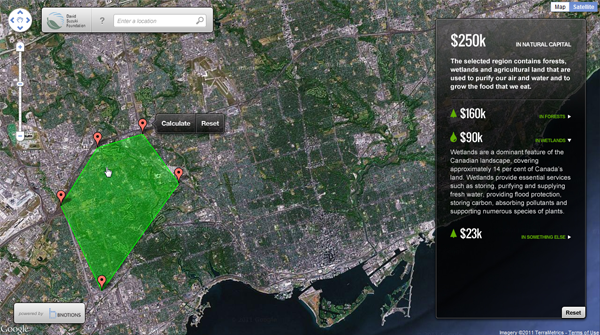 David
Suzuki
Foundation
?
Enter a location
Map
Satellite
Calculate
Reset
$250k
IN NATURAL CAPITAL
The selected region contains forests,
wetlands and agricultural land that are
used to purify our air and water and to
grow the food that we eat.
$160k
IN FORESTS
$90k
IN WETLANDS
Wetlands are a dominant feature of the
Canadian landscape, covering
approximately 14 per cent of Canada's
land. Wetlands provide essential services
such as storing, purifying and supplying
fresh water, providing flood protection,
storing carbon, absorbing pollutants and
supporting numerous species of plants.
$23k
IN SOMETHING ELSE
Reset
powered by
BNOTIONS
Google
Imagery ©2011 TerraMetrics - Terms of Use